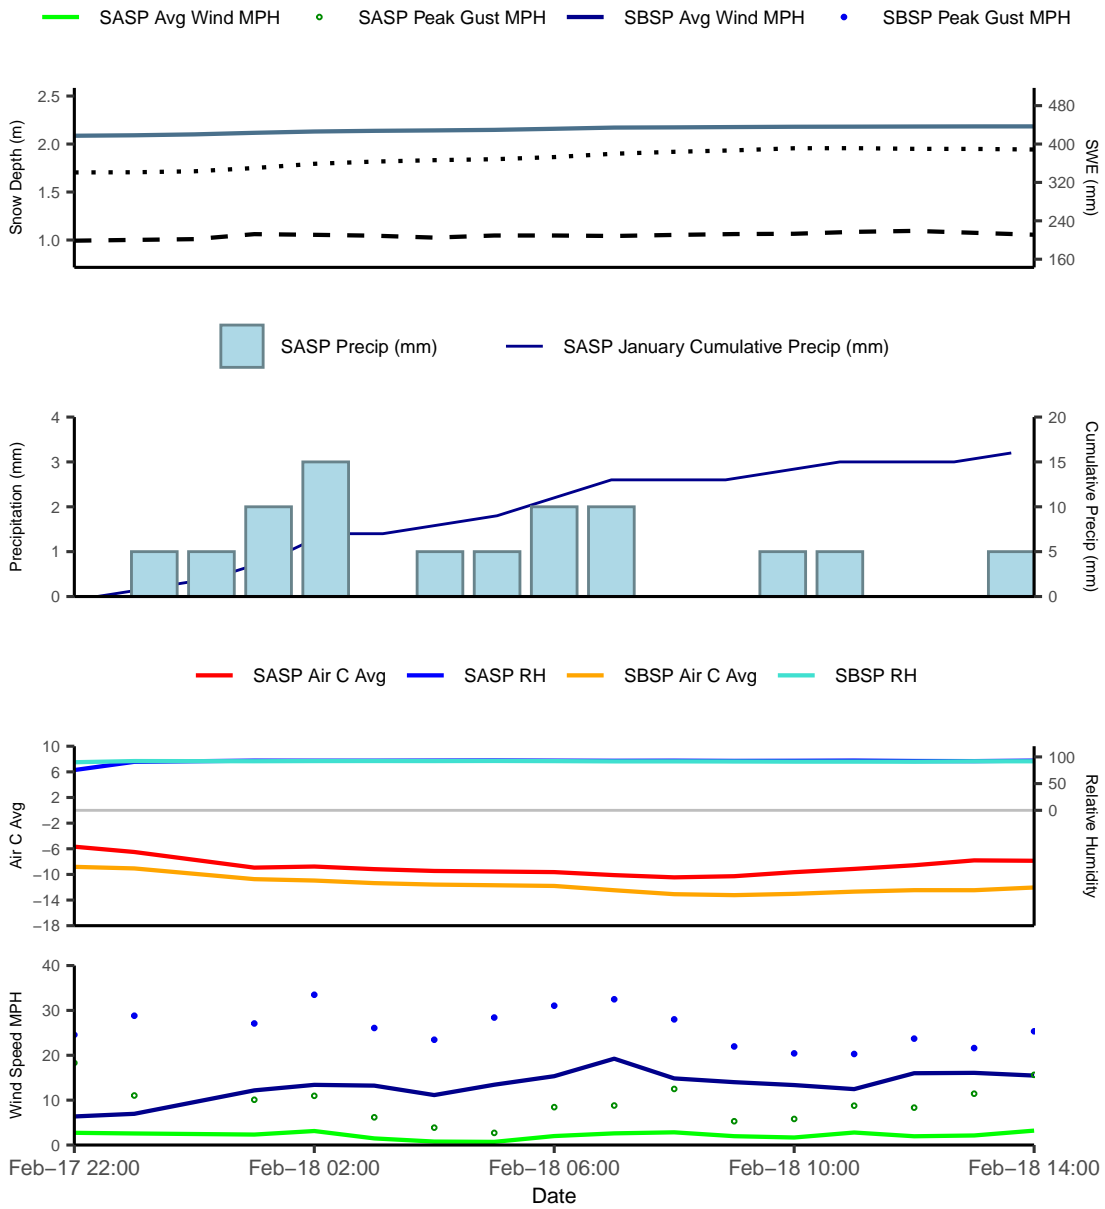 SASP Avg Wind MPH SASP Peak Gust MPH SBSP Avg Wind MPH SBSP Peak Gust MPH
Snow Depth (m)
2.5
2.0
1.5
1.0
480
400
320
240
160
SWE (mm)
SASP Precip (mm) SASP January Cumulative Precip (mm)
Precipitation (mm)
4
3
2
1
0
20
15
10
5
0
Cumulative Precip (mm)
SASP Air C Avg SASP RH SBSP Air C Avg SBSP RH
Air C Avg
10
6
2
−2
−6
−10
−14
−18
100
50
0
Relative Humidity
Wind Speed MPH
40
30
20
10
0
Feb−17 22:00 Feb−18 02:00 Feb−18 06:00 Feb−18 10:00 Feb−18 14:00
Date